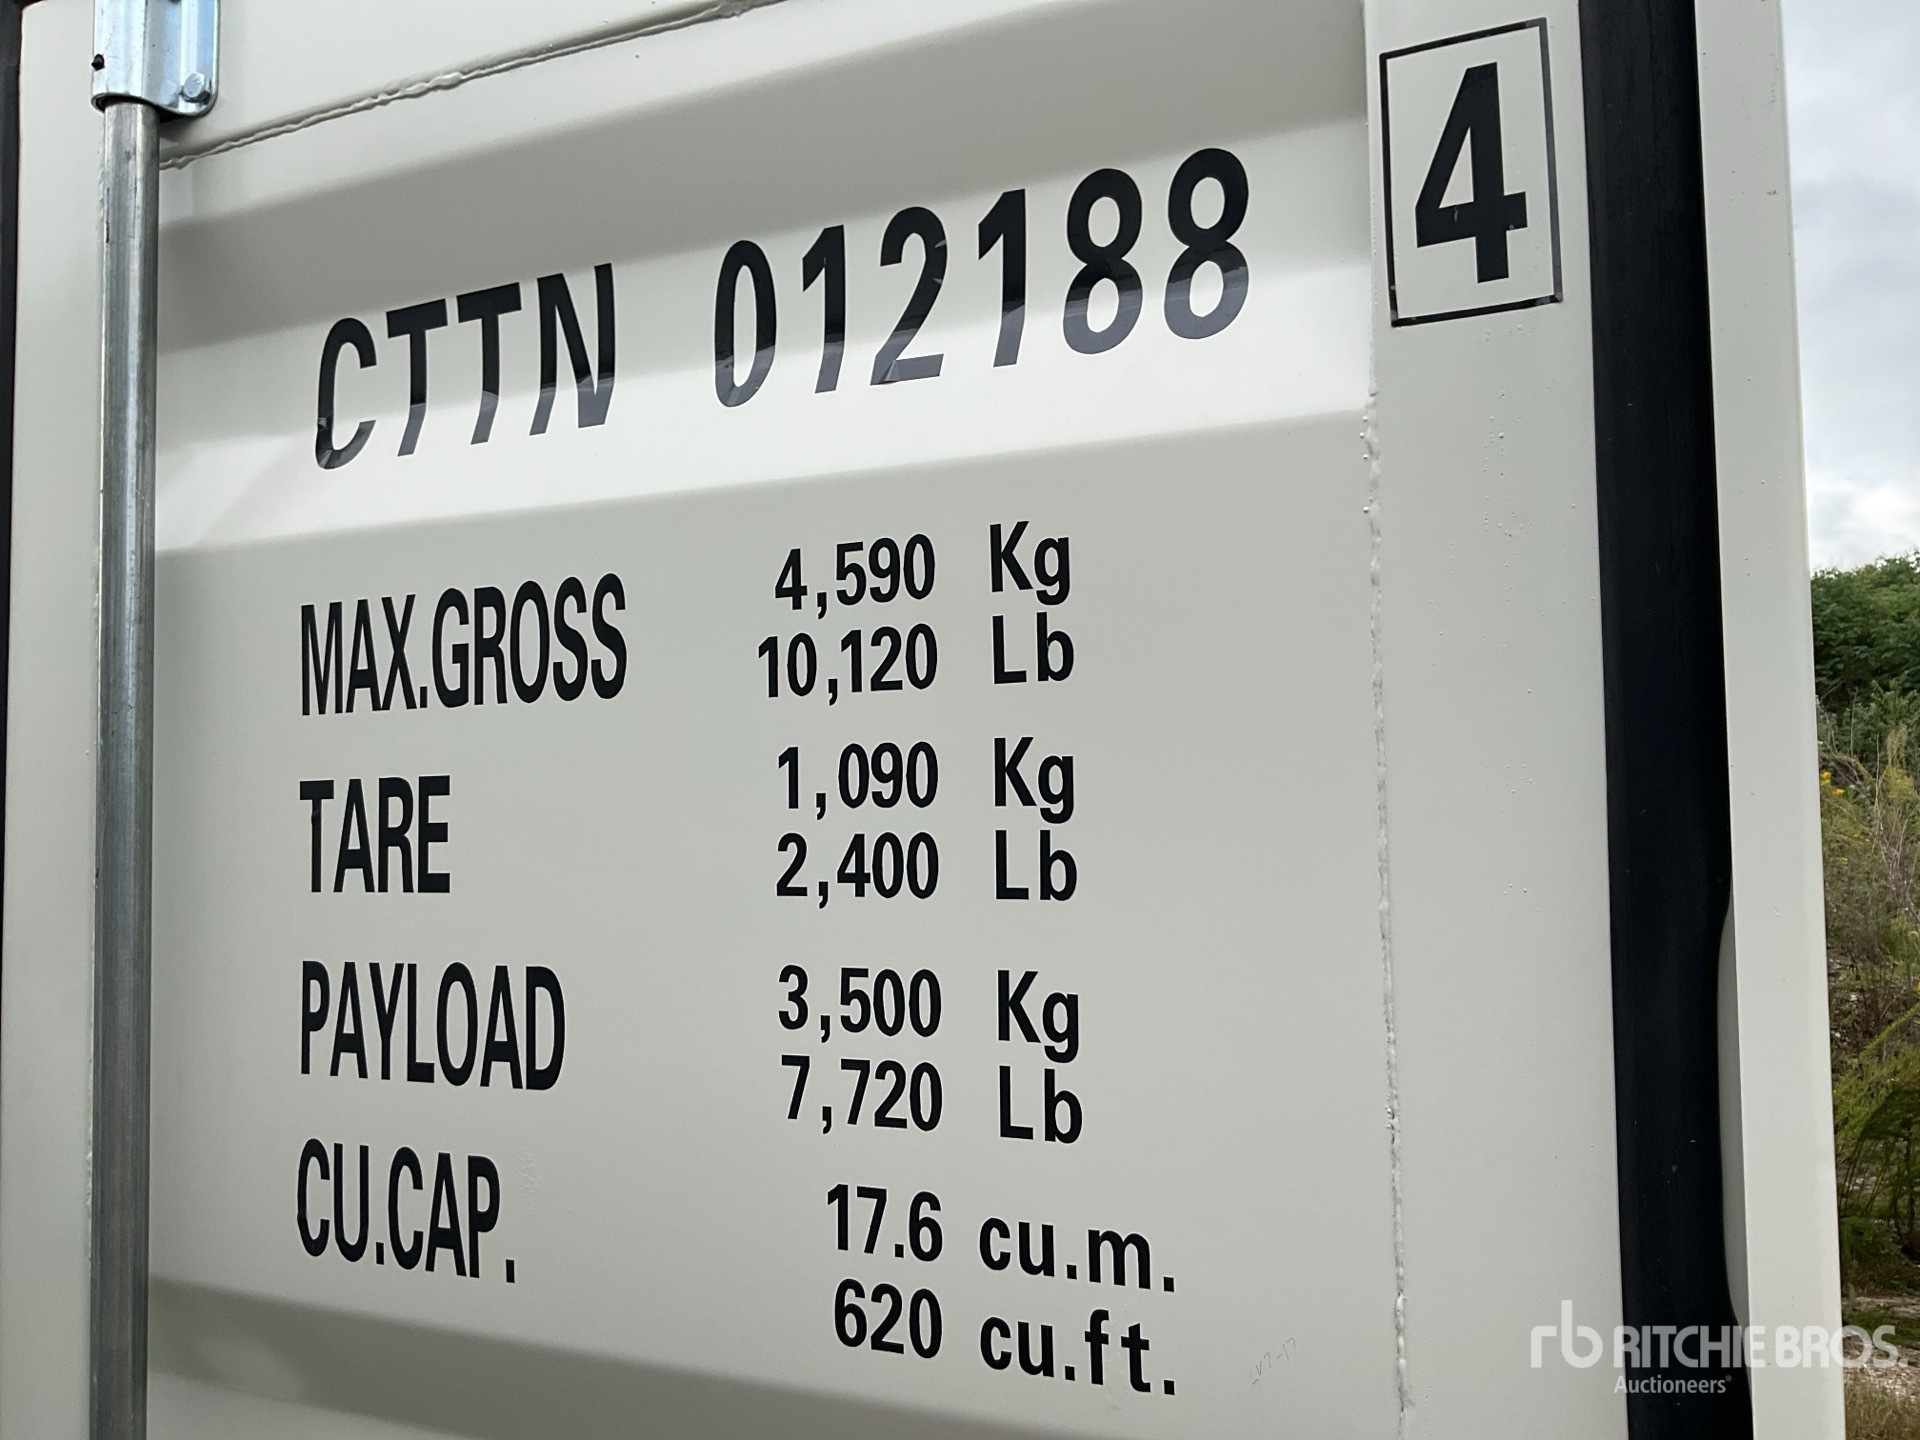 CTTN 012188 4
MAX.GROSS 4,590 Kg
10,120 Lb
TARE 1,090 Kg
2,400 Lb
PAYLOAD 3,500 Kg
7,720 Lb
CU.CAP. 17.6 cu.m.
620 cu.ft.
rb RITCHIE BROS.
Auctioneers